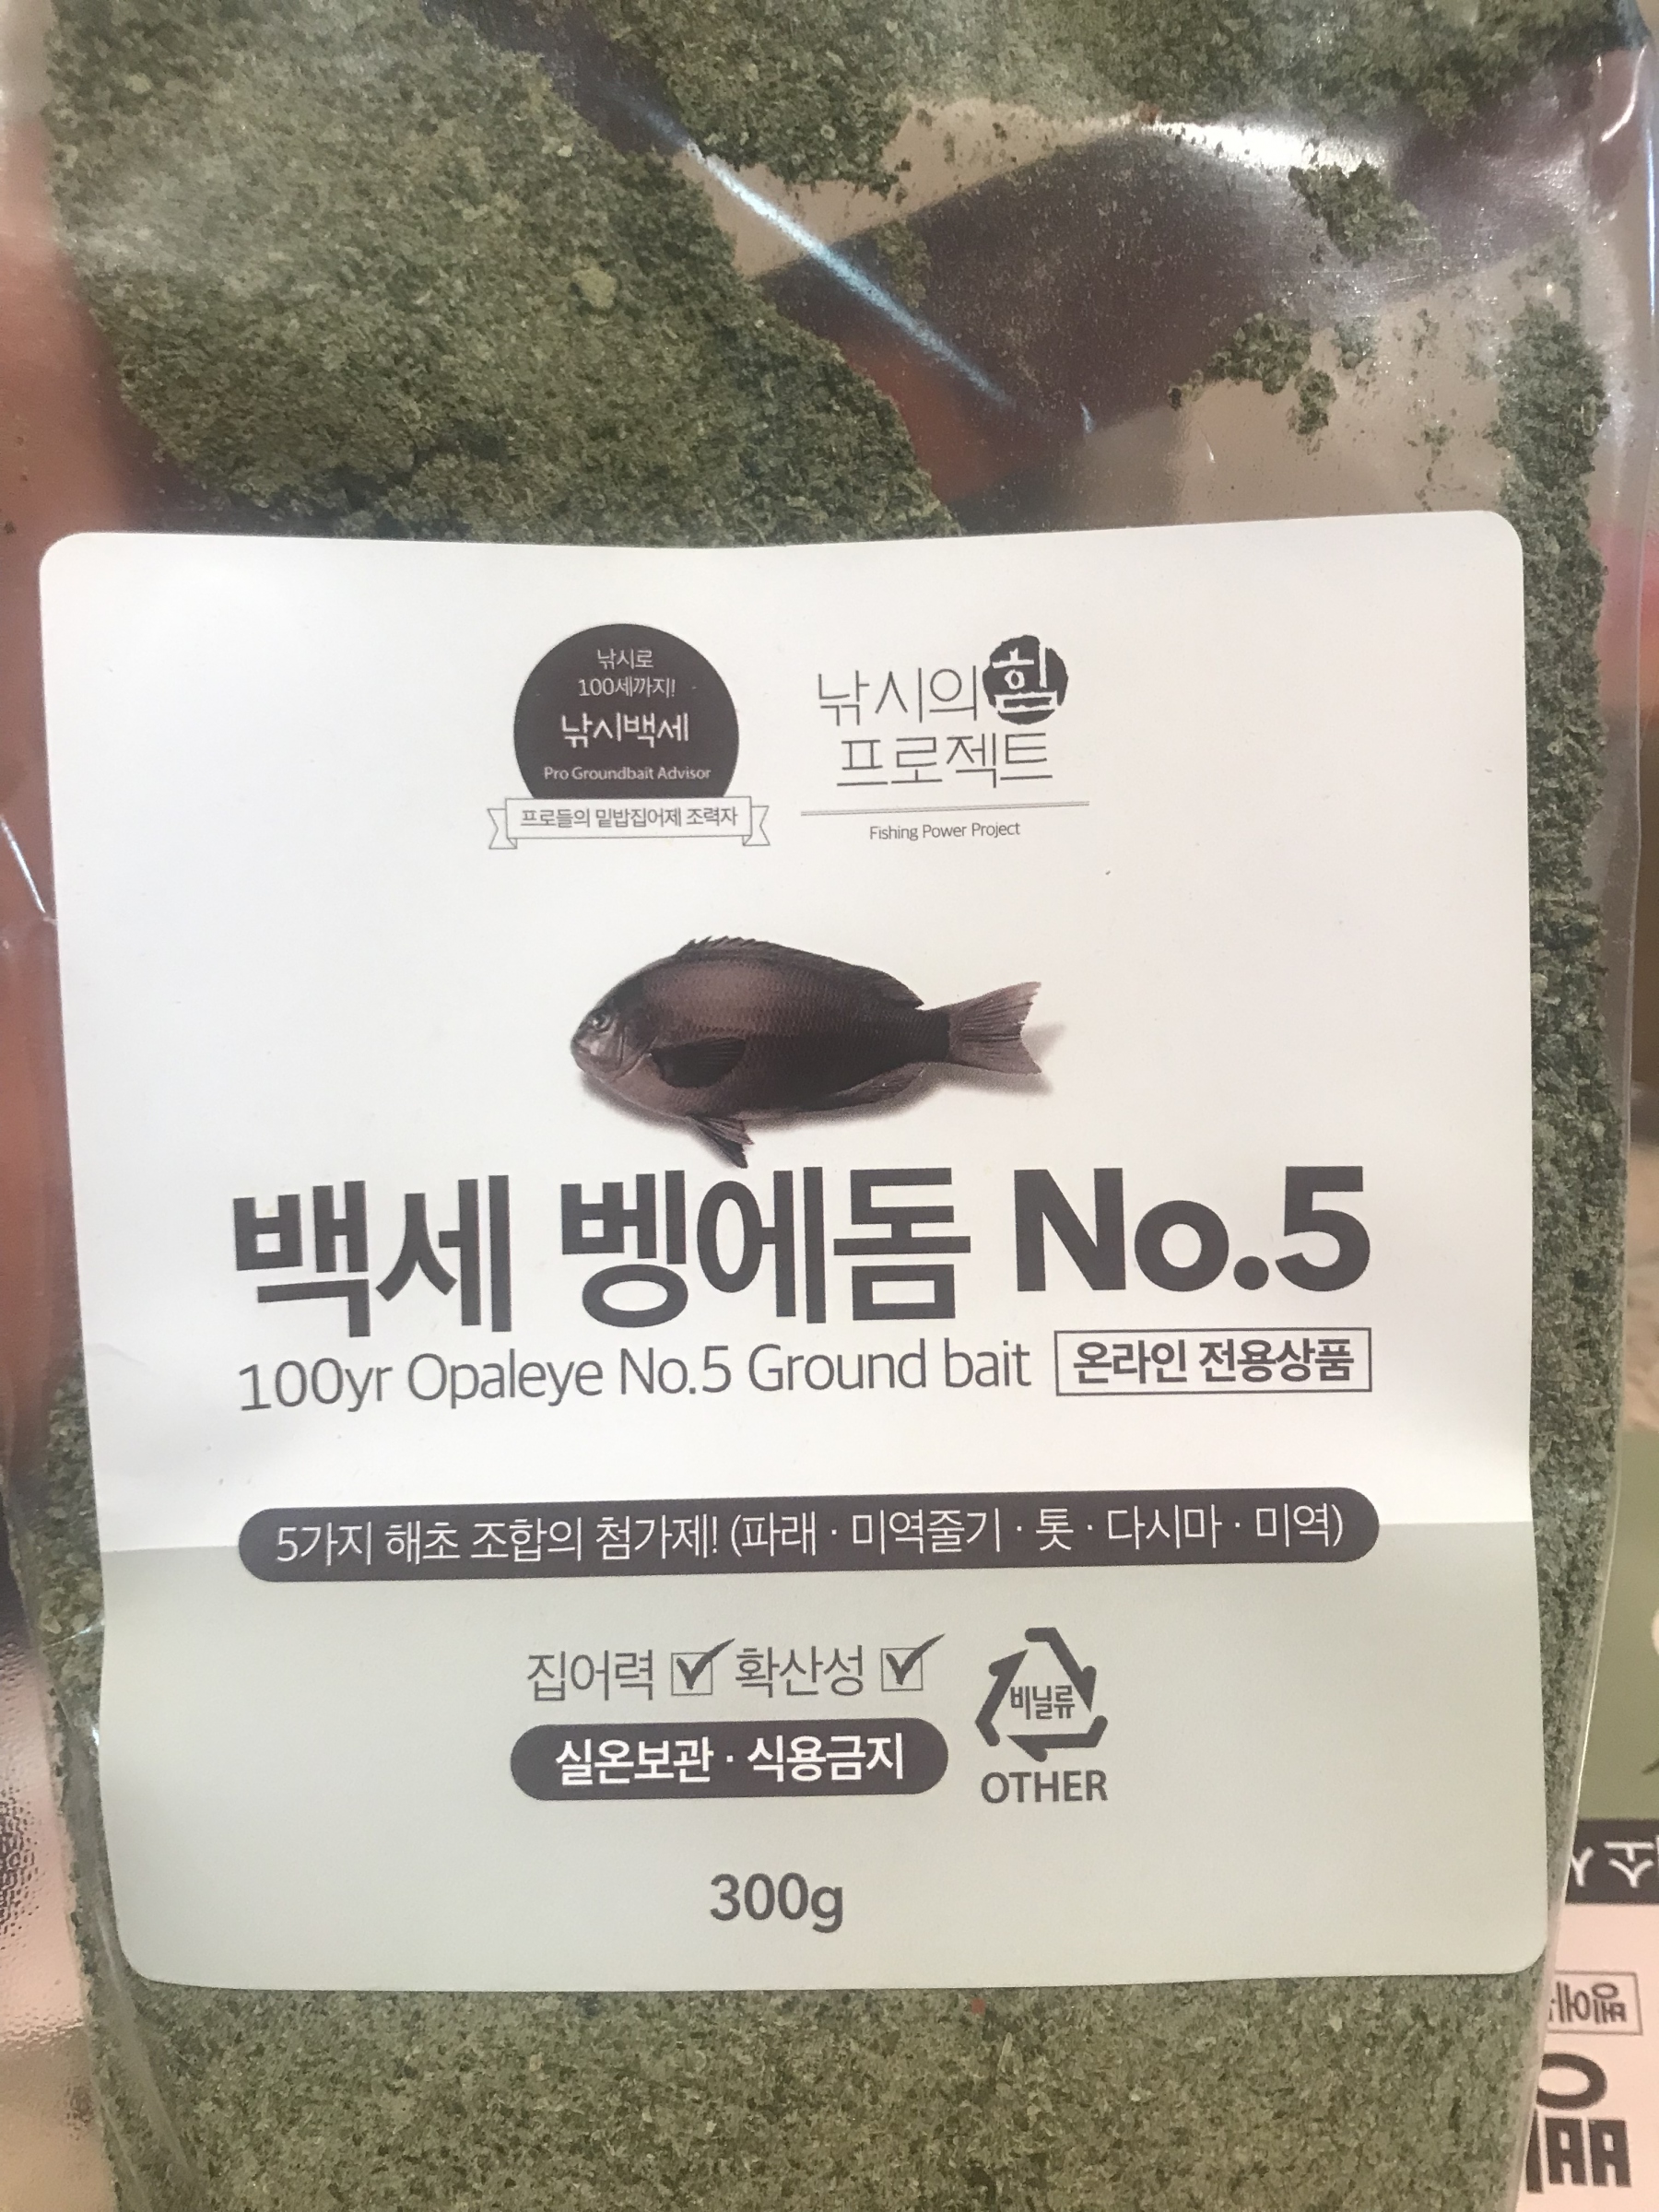 낚시로
100세까지!
낚시백세
Pro Groundbait Advisor
프로들의 밑밥집어제 조력자
낚시의힘
프로젝트
Fishing Power Project
백세 벵에돔 No.5
100yr Opaleye No.5 Ground bait 온라인 전용상품
5가지 해초 조합의 첨가제! (파래 · 미역줄기 · 톳 · 다시마 · 미역)
집어력 확산성
비닐류
실온보관 · 식용금지
OTHER
300g